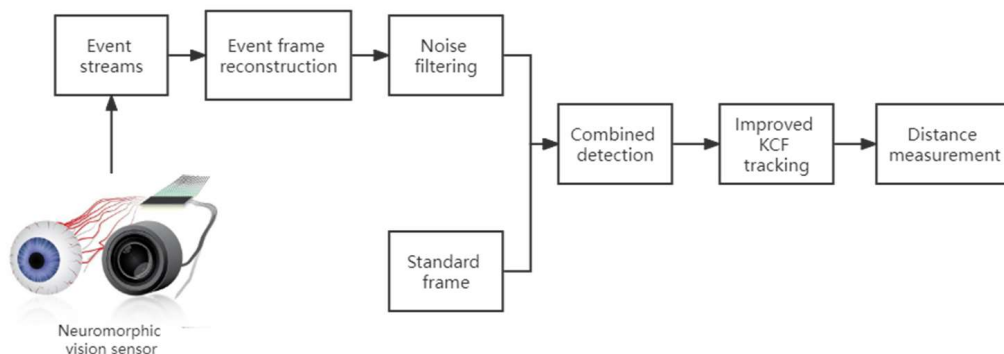 Event
streams
Event frame
reconstruction
Noise
filtering
Combined
detection
Improved
KCF
tracking
Distance
measurement
Standard
frame
Neuromorphic
vision sensor